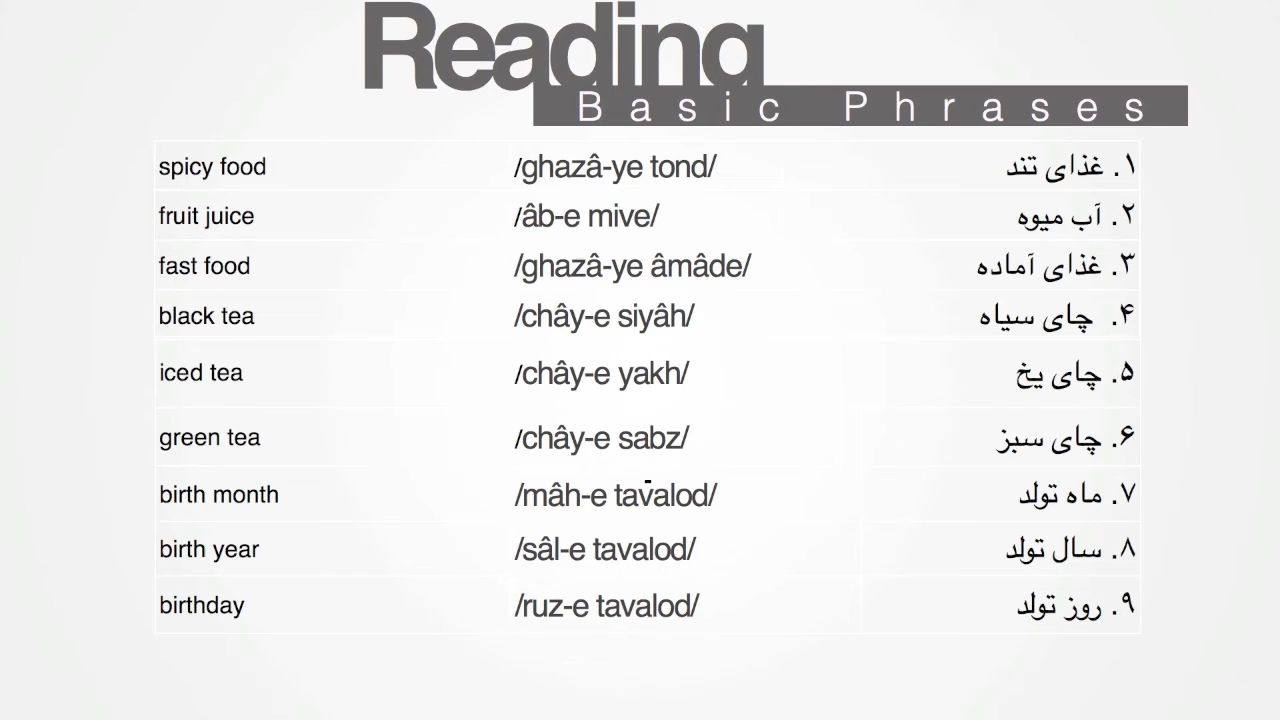 Reading
Basic Phrases
spicy food /ghazâ-ye tond/ ۱. غذای تند
fruit juice /âb-e mive/ ۲. آب میوه
fast food /ghazâ-ye âmâde/ ۳. غذای آماده
black tea /chây-e siyâh/ ۴. چای سیاه
iced tea /chây-e yakh/ ۵. چای یخ
green tea /chây-e sabz/ ۶. چای سبز
birth month /mâh-e tavalod/ ۷. ماه تولد
birth year /sâl-e tavalod/ ۸. سال تولد
birthday /ruz-e tavalod/ ۹. روز تولد